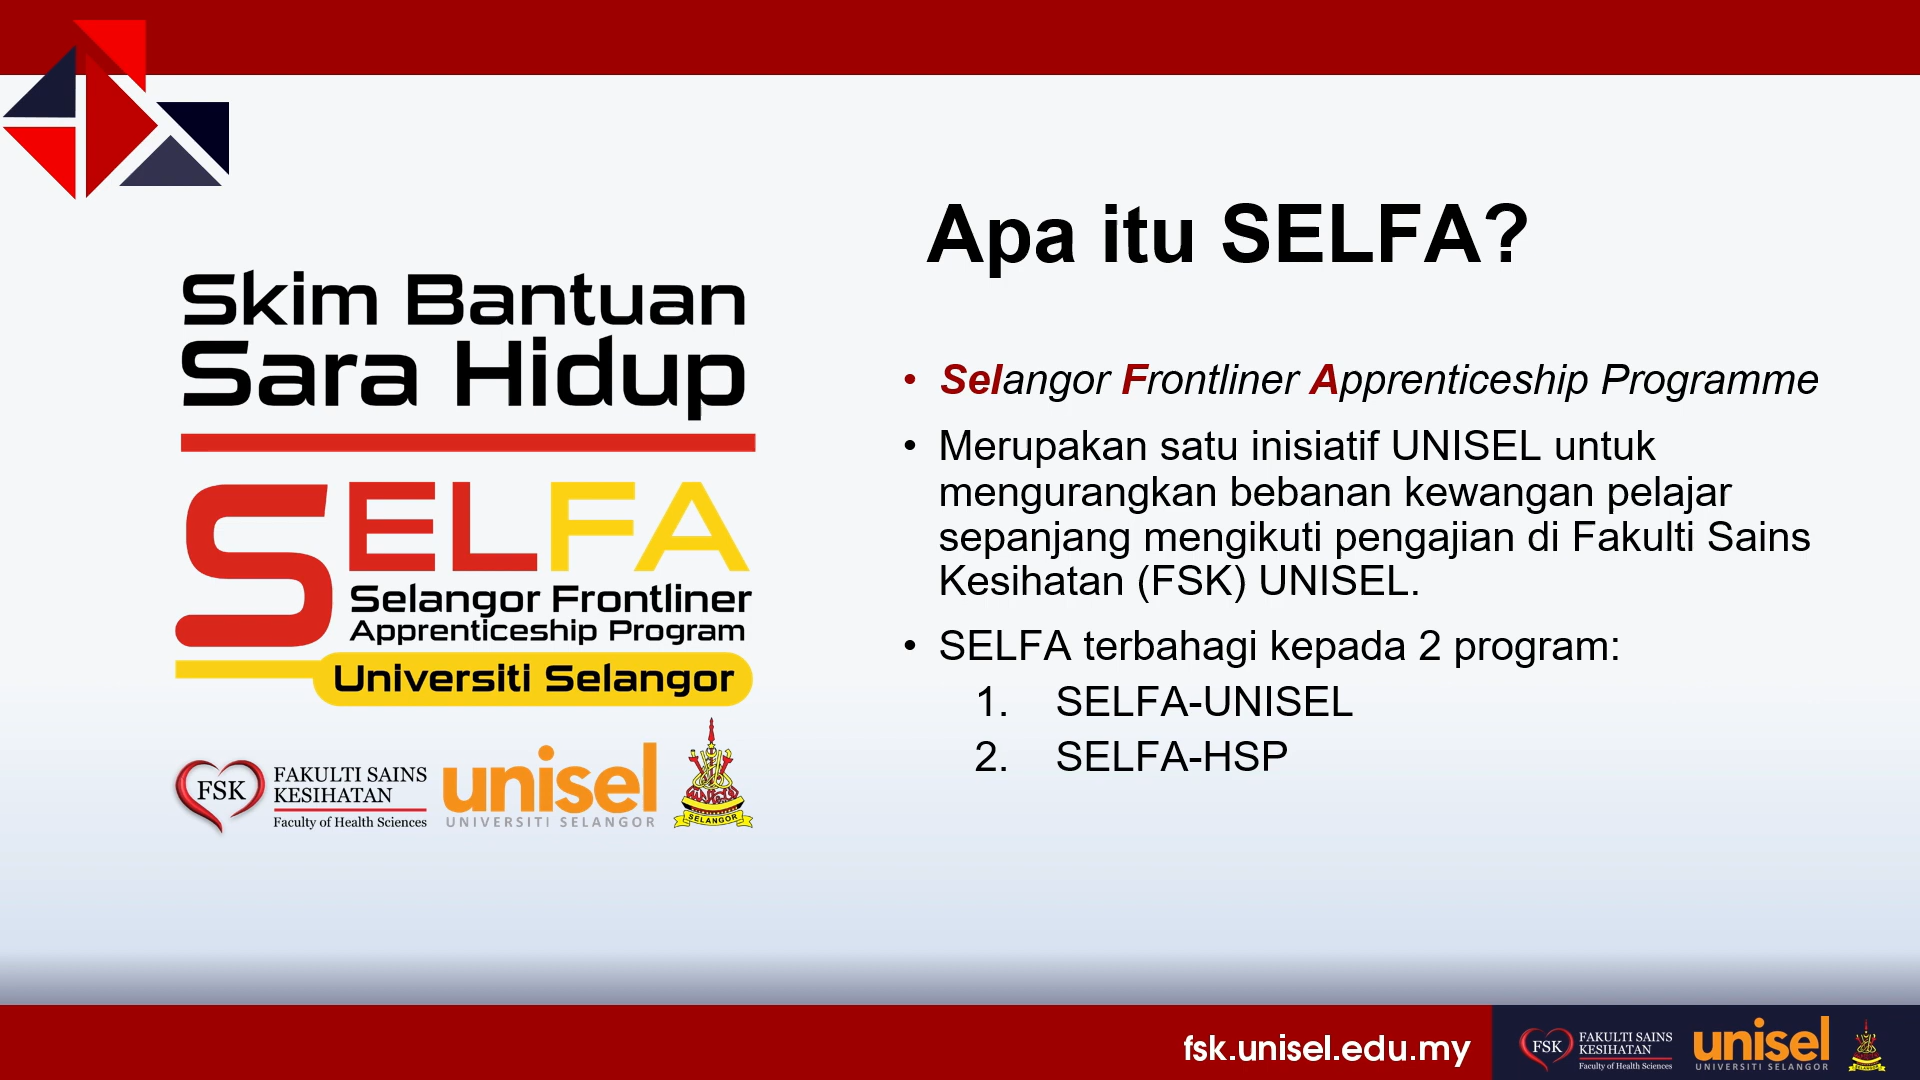 Skim Bantuan
Sara Hidup
SELFA
Selangor Frontliner
Apprenticeship Program
Universiti Selangor
FSK
FAKULTI SAINS
KESIHATAN
Faculty of Health Sciences
unisel
UNIVERSITI SELANGOR
SELANGOR
Apa itu SELFA?
• Selangor Frontliner Apprenticeship Programme
• Merupakan satu inisiatif UNISEL untuk
mengurangkan bebanan kewangan pelajar
sepanjang mengikuti pengajian di Fakulti Sains
Kesihatan (FSK) UNISEL.
• SELFA terbahagi kepada 2 program:
1. SELFA-UNISEL
2. SELFA-HSP
fsk.unisel.edu.my
FSK
FAKULTI SAINS
KESIHATAN
Faculty of Health Sciences
unisel
UNIVERSITI SELANGOR
SELANGOR